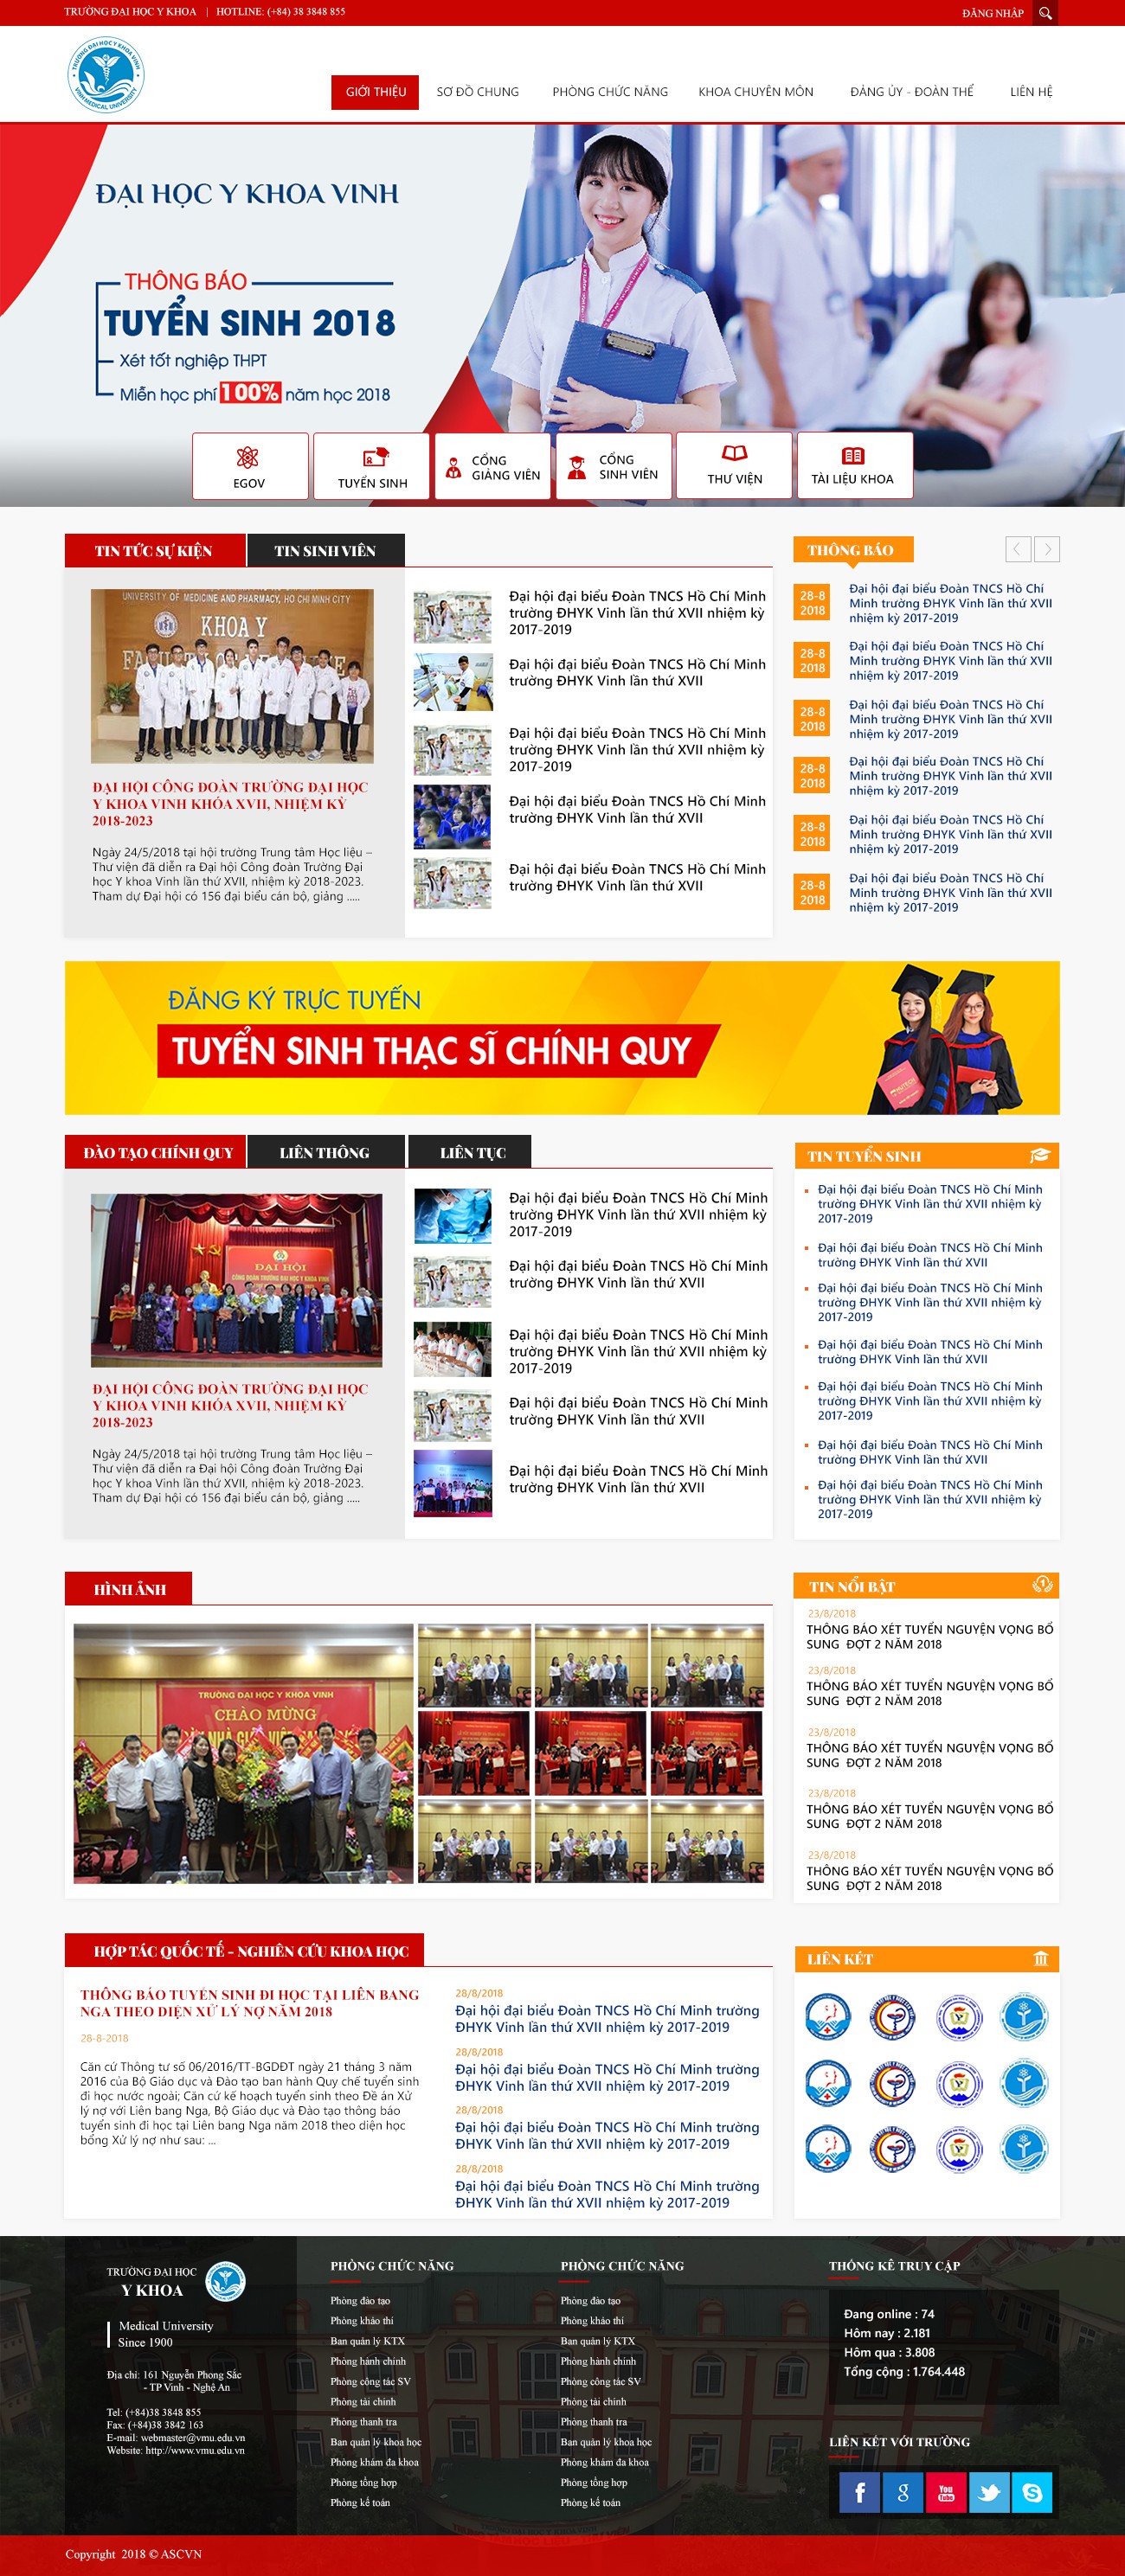 TRƯỜNG ĐẠI HỌC Y KHOA | HOTLINE: (+84) 38 3848 855
ĐĂNG NHẬP
TRƯỜNG ĐẠI HỌC Y KHOA VINH
VINH MEDICAL UNIVERSITY
GIỚI THIỆU
SƠ ĐỒ CHUNG
PHÒNG CHỨC NĂNG
KHOA CHUYÊN MÔN
ĐẢNG ỦY - ĐOÀN THỂ
LIÊN HỆ
ĐẠI HỌC Y KHOA VINH
THÔNG BÁO
TUYỂN SINH 2018
Xét tốt nghiệp THPT
Miễn học phí 100% năm học 2018
EGOV
TUYỂN SINH
CỔNG
GIẢNG VIÊN
CỔNG
SINH VIÊN
THƯ VIỆN
TÀI LIỆU KHOA
TIN TỨC SỰ KIỆN
TIN SINH VIÊN
UNIVERSITY OF MEDICINE AND PHARMACY, HO CHI MINH CITY
KHOA Y
ĐẠI HỘI CÔNG ĐOÀN TRƯỜNG ĐẠI HỌC
Y KHOA VINH KHÓA XVII, NHIỆM KỲ
2018-2023
Ngày 24/5/2018 tại hội trường Trung tâm Học liệu –
Thư viện đã diễn ra Đại hội Công đoàn Trường Đại
học Y khoa Vinh lần thứ XVII, nhiệm kỳ 2018-2023.
Tham dự Đại hội có 156 đại biểu cán bộ, giảng .....
Đại hội đại biểu Đoàn TNCS Hồ Chí Minh
trường ĐHYK Vinh lần thứ XVII nhiệm kỳ
2017-2019
Đại hội đại biểu Đoàn TNCS Hồ Chí Minh
trường ĐHYK Vinh lần thứ XVII
Đại hội đại biểu Đoàn TNCS Hồ Chí Minh
trường ĐHYK Vinh lần thứ XVII nhiệm kỳ
2017-2019
Đại hội đại biểu Đoàn TNCS Hồ Chí Minh
trường ĐHYK Vinh lần thứ XVII
Đại hội đại biểu Đoàn TNCS Hồ Chí Minh
trường ĐHYK Vinh lần thứ XVII
THÔNG BÁO
28-8
2018
Đại hội đại biểu Đoàn TNCS Hồ Chí
Minh trường ĐHYK Vinh lần thứ XVII
nhiệm kỳ 2017-2019
28-8
2018
Đại hội đại biểu Đoàn TNCS Hồ Chí
Minh trường ĐHYK Vinh lần thứ XVII
nhiệm kỳ 2017-2019
28-8
2018
Đại hội đại biểu Đoàn TNCS Hồ Chí
Minh trường ĐHYK Vinh lần thứ XVII
nhiệm kỳ 2017-2019
28-8
2018
Đại hội đại biểu Đoàn TNCS Hồ Chí
Minh trường ĐHYK Vinh lần thứ XVII
nhiệm kỳ 2017-2019
28-8
2018
Đại hội đại biểu Đoàn TNCS Hồ Chí
Minh trường ĐHYK Vinh lần thứ XVII
nhiệm kỳ 2017-2019
28-8
2018
Đại hội đại biểu Đoàn TNCS Hồ Chí
Minh trường ĐHYK Vinh lần thứ XVII
nhiệm kỳ 2017-2019
ĐĂNG KÝ TRỰC TUYẾN
TUYỂN SINH THẠC SĨ CHÍNH QUY
HUTECH
ĐÀO TẠO CHÍNH QUY
LIÊN THÔNG
LIÊN TỤC
ĐẠI HỘI
CÔNG ĐOÀN TRƯỜNG ĐẠI HỌC Y KHOA VINH
ĐẠI HỘI CÔNG ĐOÀN TRƯỜNG ĐẠI HỌC
Y KHOA VINH KHÓA XVII, NHIỆM KỲ
2018-2023
Ngày 24/5/2018 tại hội trường Trung tâm Học liệu –
Thư viện đã diễn ra Đại hội Công đoàn Trường Đại
học Y khoa Vinh lần thứ XVII, nhiệm kỳ 2018-2023.
Tham dự Đại hội có 156 đại biểu cán bộ, giảng .....
Đại hội đại biểu Đoàn TNCS Hồ Chí Minh
trường ĐHYK Vinh lần thứ XVII nhiệm kỳ
2017-2019
Đại hội đại biểu Đoàn TNCS Hồ Chí Minh
trường ĐHYK Vinh lần thứ XVII
Đại hội đại biểu Đoàn TNCS Hồ Chí Minh
trường ĐHYK Vinh lần thứ XVII nhiệm kỳ
2017-2019
Đại hội đại biểu Đoàn TNCS Hồ Chí Minh
trường ĐHYK Vinh lần thứ XVII
Đại hội đại biểu Đoàn TNCS Hồ Chí Minh
trường ĐHYK Vinh lần thứ XVII
TIN TUYỂN SINH
Đại hội đại biểu Đoàn TNCS Hồ Chí Minh
trường ĐHYK Vinh lần thứ XVII nhiệm kỳ
2017-2019
Đại hội đại biểu Đoàn TNCS Hồ Chí Minh
trường ĐHYK Vinh lần thứ XVII
Đại hội đại biểu Đoàn TNCS Hồ Chí Minh
trường ĐHYK Vinh lần thứ XVII nhiệm kỳ
2017-2019
Đại hội đại biểu Đoàn TNCS Hồ Chí Minh
trường ĐHYK Vinh lần thứ XVII
Đại hội đại biểu Đoàn TNCS Hồ Chí Minh
trường ĐHYK Vinh lần thứ XVII nhiệm kỳ
2017-2019
Đại hội đại biểu Đoàn TNCS Hồ Chí Minh
trường ĐHYK Vinh lần thứ XVII
Đại hội đại biểu Đoàn TNCS Hồ Chí Minh
trường ĐHYK Vinh lần thứ XVII nhiệm kỳ
2017-2019
HÌNH ẢNH
TRƯỜNG ĐẠI HỌC Y KHOA VINH
CHÀO MỪNG
NHÀ GIÁO VIỆT
TIN NỔI BẬT
23/8/2018
THÔNG BÁO XÉT TUYỂN NGUYỆN VỌNG BỔ
SUNG ĐỢT 2 NĂM 2018
23/8/2018
THÔNG BÁO XÉT TUYỂN NGUYỆN VỌNG BỔ
SUNG ĐỢT 2 NĂM 2018
23/8/2018
THÔNG BÁO XÉT TUYỂN NGUYỆN VỌNG BỔ
SUNG ĐỢT 2 NĂM 2018
23/8/2018
THÔNG BÁO XÉT TUYỂN NGUYỆN VỌNG BỔ
SUNG ĐỢT 2 NĂM 2018
23/8/2018
THÔNG BÁO XÉT TUYỂN NGUYỆN VỌNG BỔ
SUNG ĐỢT 2 NĂM 2018
HỢP TÁC QUỐC TẾ - NGHIÊN CỨU KHOA HỌC
THÔNG BÁO TUYỂN SINH ĐI HỌC TẠI LIÊN BANG
NGA THEO DIỆN XỬ LÝ NỢ NĂM 2018
28-8-2018
Căn cứ Thông tư số 06/2016/TT-BGDĐT ngày 21 tháng 3 năm
2016 của Bộ Giáo dục và Đào tạo ban hành Quy chế tuyển sinh
đi học nước ngoài; Căn cứ kế hoạch tuyển sinh theo Đề án Xử
lý nợ với Liên bang Nga, Bộ Giáo dục và Đào tạo thông báo
tuyển sinh đi học tại Liên bang Nga năm 2018 theo diện học
bổng Xử lý nợ như sau: ...
28/8/2018
Đại hội đại biểu Đoàn TNCS Hồ Chí Minh trường
ĐHYK Vinh lần thứ XVII nhiệm kỳ 2017-2019
28/8/2018
Đại hội đại biểu Đoàn TNCS Hồ Chí Minh trường
ĐHYK Vinh lần thứ XVII nhiệm kỳ 2017-2019
28/8/2018
Đại hội đại biểu Đoàn TNCS Hồ Chí Minh trường
ĐHYK Vinh lần thứ XVII nhiệm kỳ 2017-2019
28/8/2018
Đại hội đại biểu Đoàn TNCS Hồ Chí Minh trường
ĐHYK Vinh lần thứ XVII nhiệm kỳ 2017-2019
LIÊN KẾT
TRƯỜNG ĐẠI HỌC
Y KHOA
Medical University
Since 1900
Địa chỉ: 161 Nguyễn Phong Sắc
- TP Vinh - Nghệ An
Tel: (+84)38 3848 855
Fax: (+84)38 3842 163
E-mail: webmaster@vmu.edu.vn
Website: http://www.vmu.edu.vn
PHÒNG CHỨC NĂNG
Phòng đào tạo
Phòng khảo thí
Ban quản lý KTX
Phòng hành chính
Phòng công tác SV
Phòng tài chính
Phòng thanh tra
Ban quản lý khoa học
Phòng khám đa khoa
Phòng tổng hợp
Phòng kế toán
PHÒNG CHỨC NĂNG
Phòng đào tạo
Phòng khảo thí
Ban quản lý KTX
Phòng hành chính
Phòng công tác SV
Phòng tài chính
Phòng thanh tra
Ban quản lý khoa học
Phòng khám đa khoa
Phòng tổng hợp
Phòng kế toán
THỐNG KÊ TRUY CẬP
Đang online : 74
Hôm nay : 2.181
Hôm qua : 3.808
Tổng cộng : 1.764.448
LIÊN KẾT VỚI TRƯỜNG
You
Tube
Copyright 2018 © ASCVN